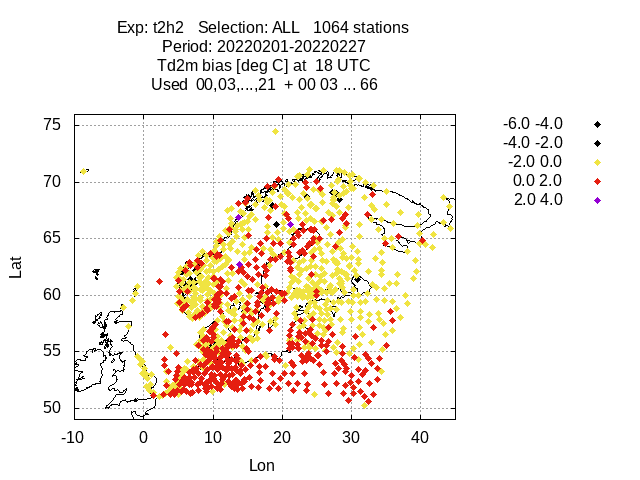 Exp: t2h2   Selection: ALL   1064 stations
Period: 20220201-20220227
Td2m bias [deg C] at  18 UTC
Used  00,03,...,21  + 00 03 ... 66
-6.0 -4.0
-4.0 -2.0
-2.0 0.0
0.0 2.0
2.0 4.0
75
70
65
60
55
50
Lat
-10 0 10 20 30 40
Lon